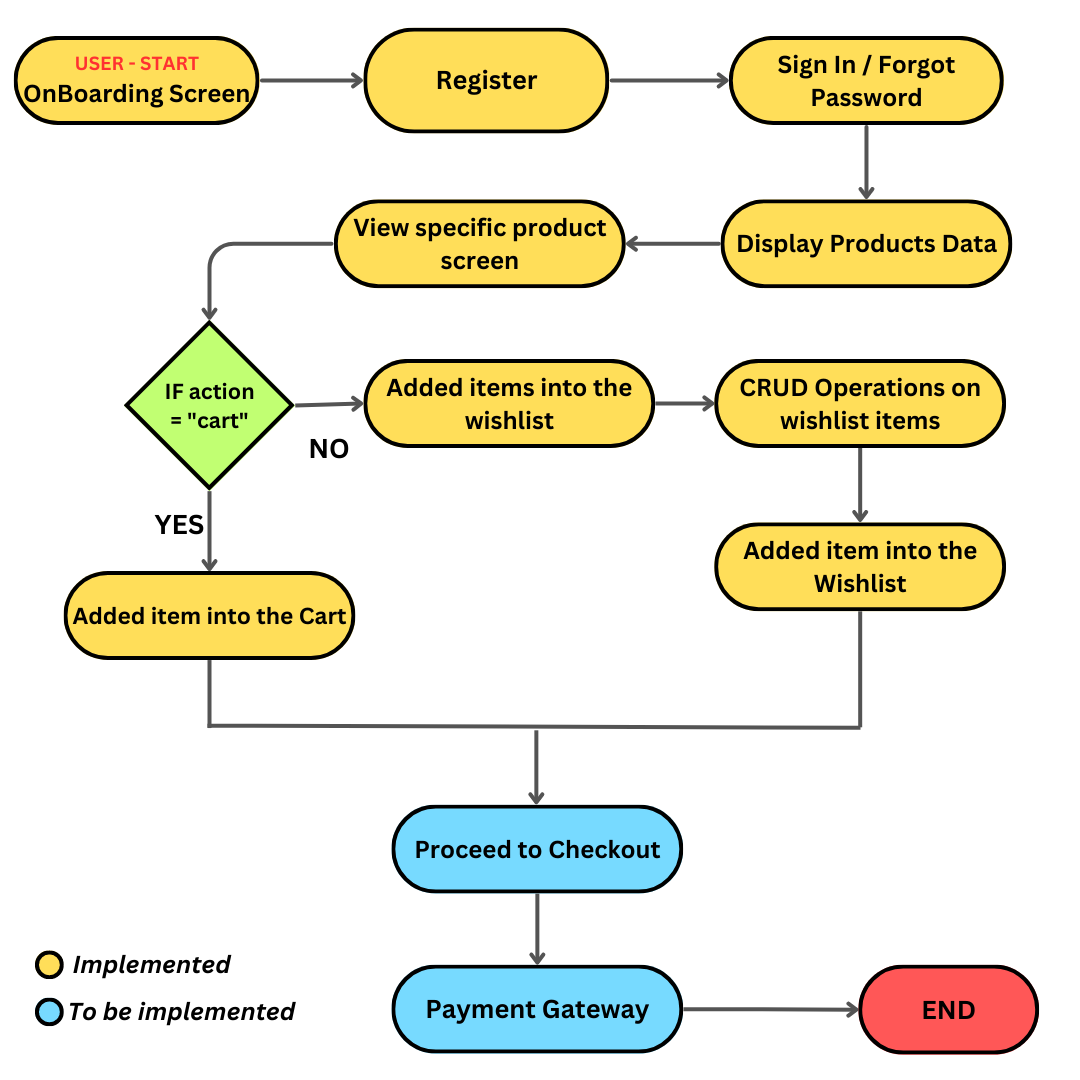 USER - START
OnBoarding Screen
Register
Sign In / Forgot
Password
View specific product
screen
Display Products Data
IF action
= "cart"
NO
Added items into the
wishlist
CRUD Operations on
wishlist items
YES
Added item into the Cart
Added item into the
Wishlist
Proceed to Checkout
Implemented
To be implemented
Payment Gateway
END